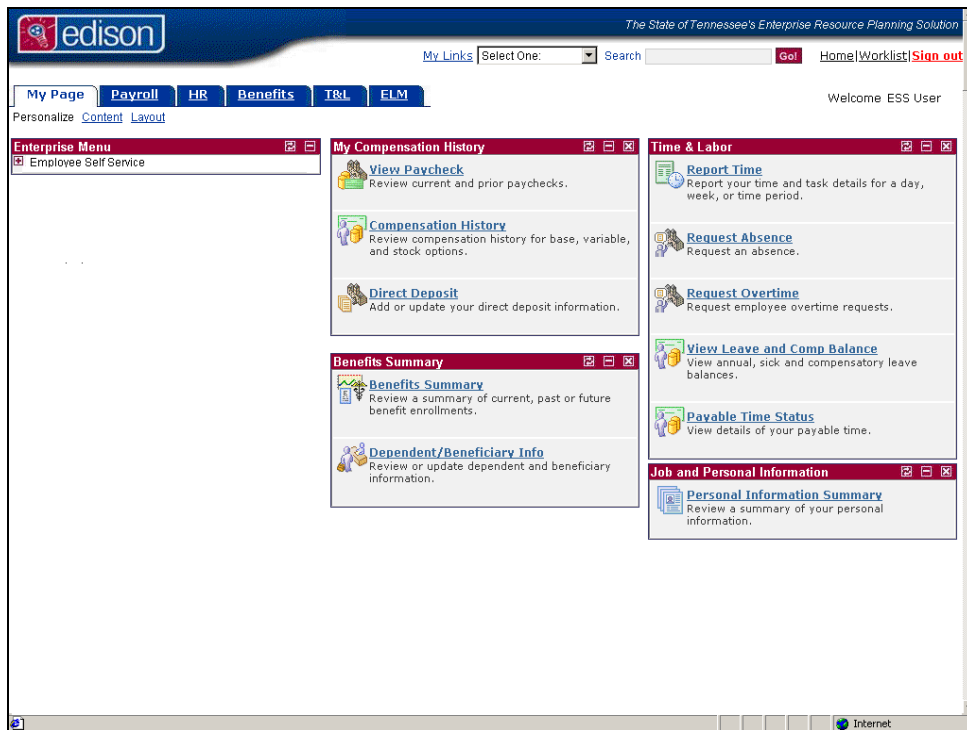 edison
The State of Tennessee's Enterprise Resource Planning Solution
My Links Select One: Search Go! Home|Worklist|Sign out
My Page Payroll HR Benefits T&L ELM
Welcome ESS User
Personalize Content Layout
Enterprise Menu
Employee Self Service
My Compensation History
View Paycheck
Review current and prior paychecks.
Compensation History
Review compensation history for base, variable,
and stock options.
Direct Deposit
Add or update your direct deposit information.
Benefits Summary
Benefits Summary
Review a summary of current, past or future
benefit enrollments.
Dependent/Beneficiary Info
Review or update dependent and beneficiary
information.
Time & Labor
Report Time
Report your time and task details for a day,
week, or time period.
Request Absence
Request an absence.
Request Overtime
Request employee overtime requests.
View Leave and Comp Balance
View annual, sick and compensatory leave
balances.
Payable Time Status
View details of your payable time.
Job and Personal Information
Personal Information Summary
Review a summary of your personal
information.
Internet